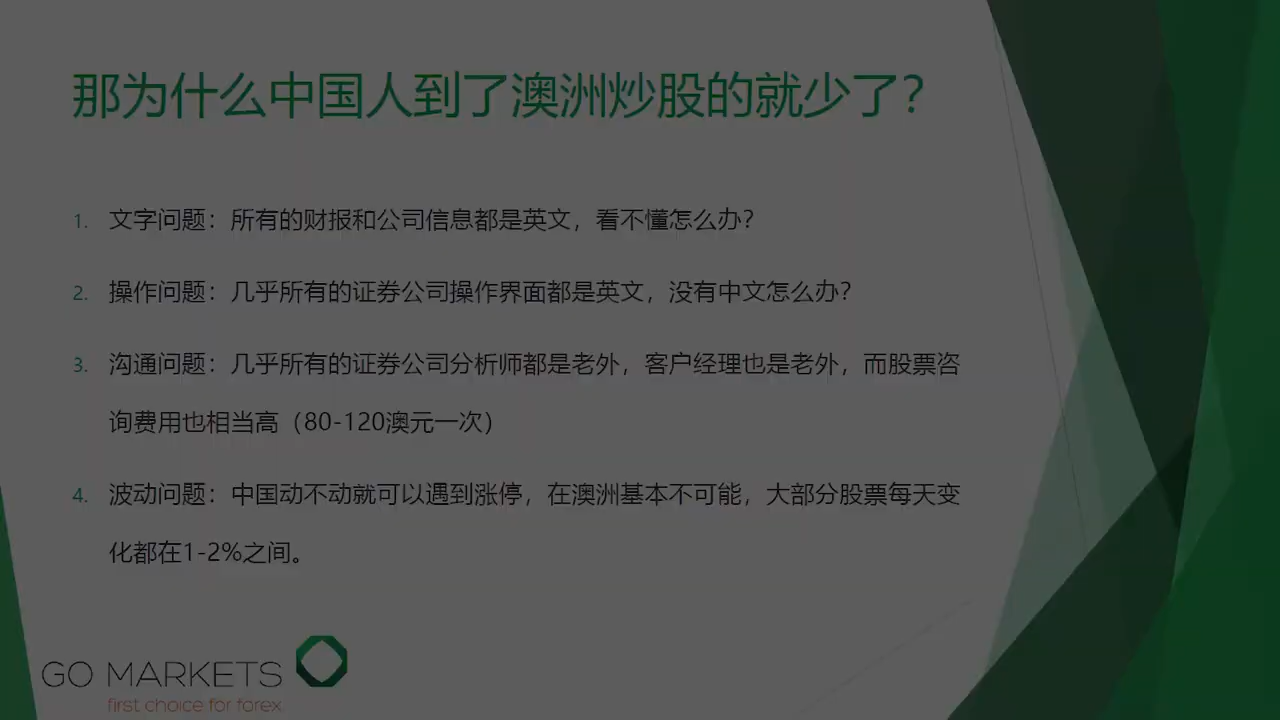 那为什么中国人到了澳洲炒股的就少了？
1. 文字问题：所有的财报和公司信息都是英文，看不懂怎么办？
2. 操作问题：几乎所有的证券公司操作界面都是英文，没有中文怎么办？
3. 沟通问题：几乎所有的证券公司分析师都是老外，客户经理也是老外，而股票咨
询费用也相当高（80-120澳元一次）
4. 波动问题：中国动不动就可以遇到涨停，在澳洲基本不可能，大部分股票每天变
化都在1-2%之间。
GO MARKETS
first choice for forex